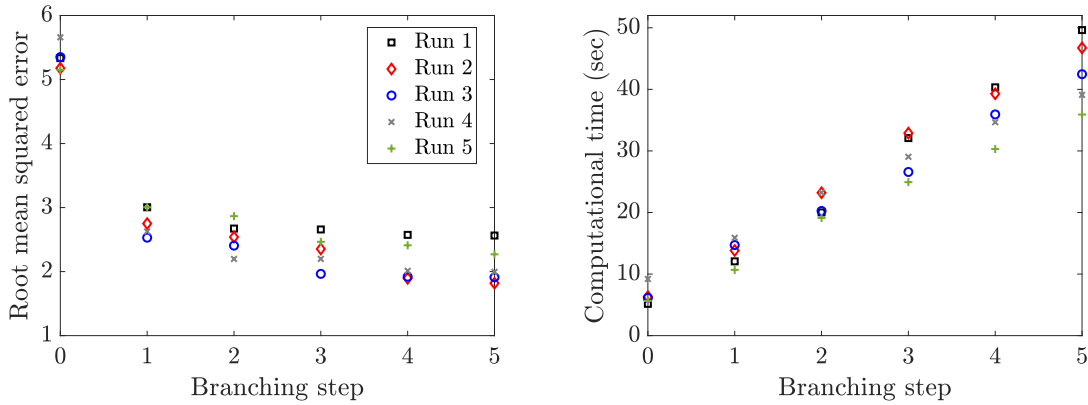 6
5
4
3
2
1
0 1 2 3 4 5
Branching step
Root mean squared error
Run 1
Run 2
Run 3
Run 4
Run 5
50
40
30
20
10
0
0 1 2 3 4 5
Branching step
Computational time (sec)